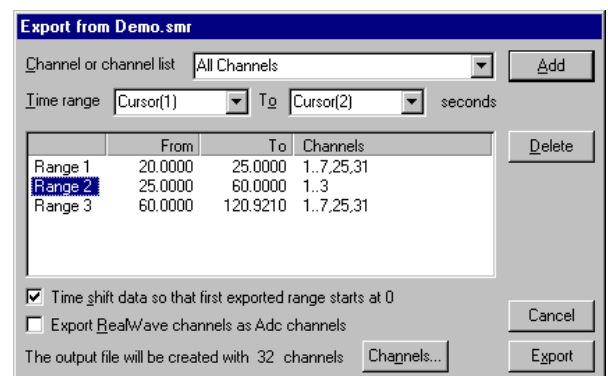 Export from Demo.smr
Channel or channel list All Channels Add
Time range Cursor(1) To Cursor(2) seconds
From To Channels Delete
Range 1 20.0000 25.0000 1..7,25,31
Range 2 25.0000 60.0000 1..3
Range 3 60.0000 120.9210 1..7,25,31
Time shift data so that first exported range starts at 0
Export RealWave channels as Adc channels Cancel
The output file will be created with 32 channels Channels... Export